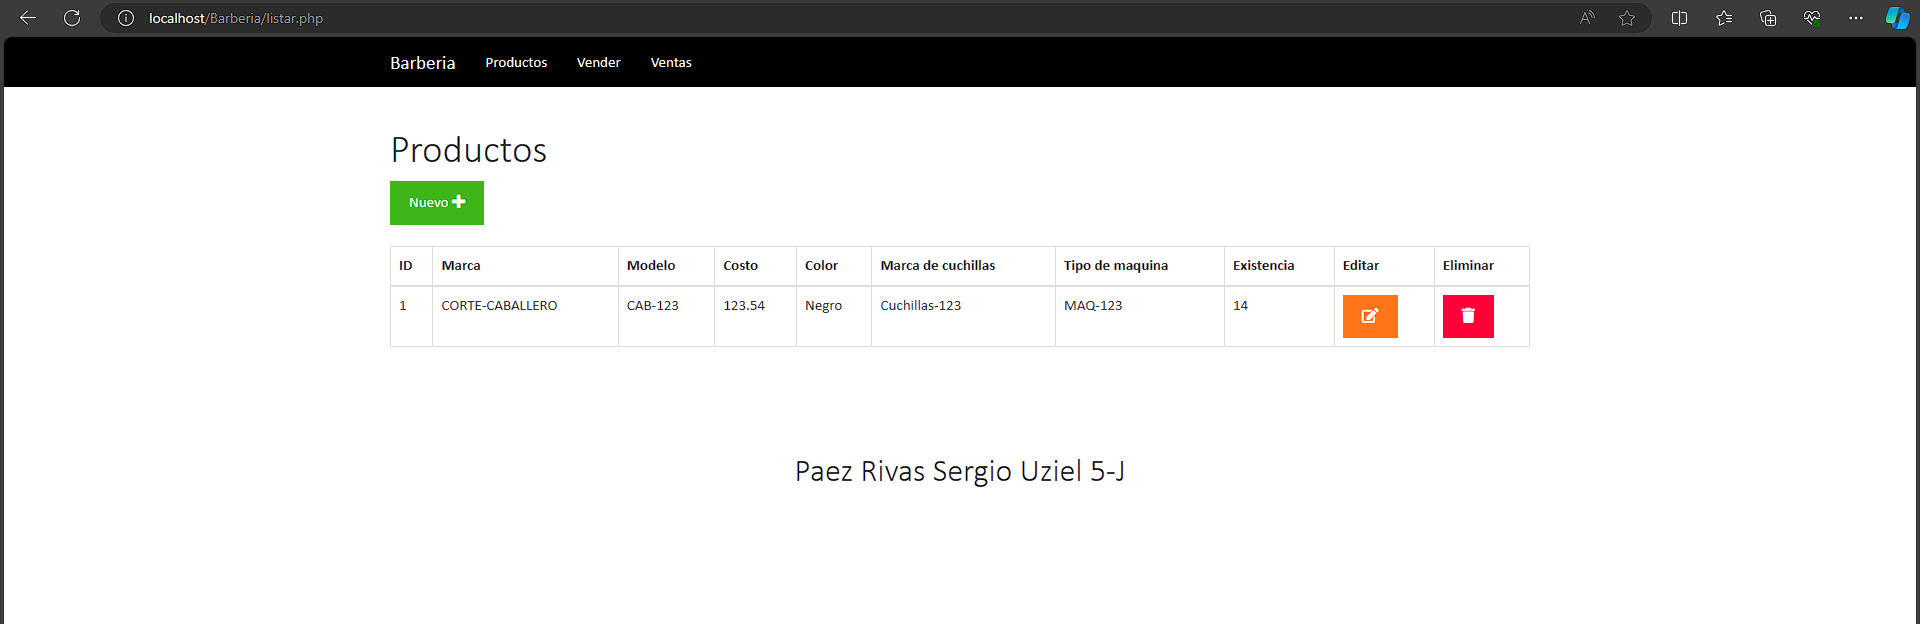 localhost/Barberia/listar.php
Barberia Productos Vender Ventas
Productos
Nuevo
ID Marca Modelo Costo Color Marca de cuchillas Tipo de maquina Existencia Editar Eliminar
1 CORTE-CABALLERO CAB-123 123.54 Negro Cuchillas-123 MAQ-123 14
Paez Rivas Sergio Uziel 5-J